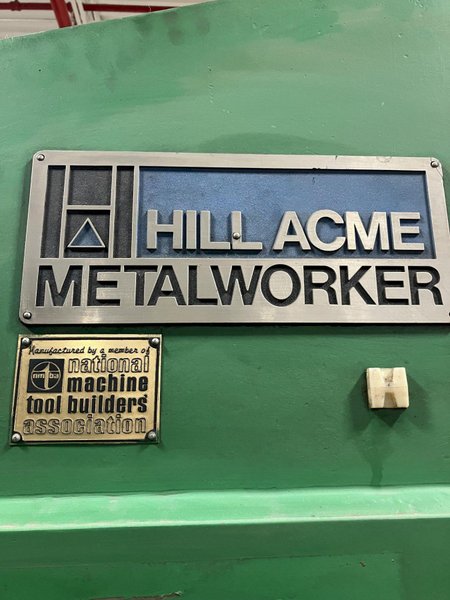 HILL ACME
METALWORKER
Manufactured by a member of
national
machine
tool builders'
association